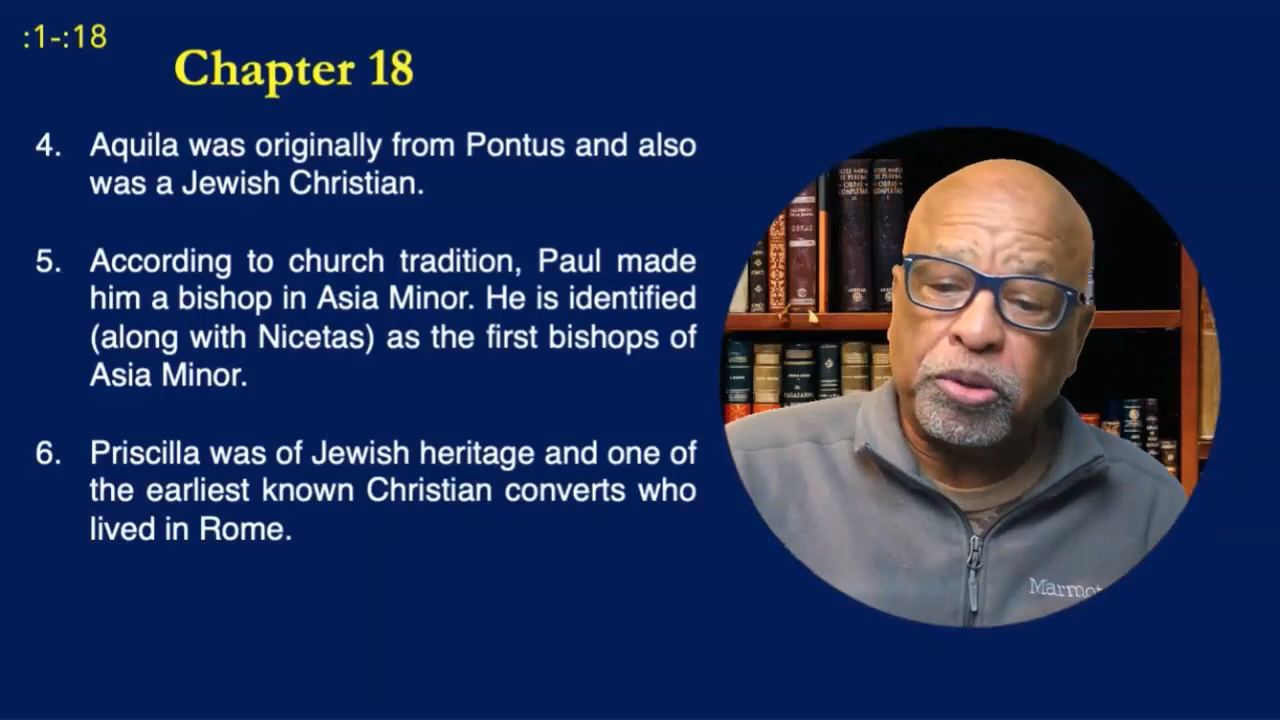 :1-:18
Chapter 18
4. Aquila was originally from Pontus and also
was a Jewish Christian.
5. According to church tradition, Paul made
him a bishop in Asia Minor. He is identified
(along with Nicetas) as the first bishops of
Asia Minor.
6. Priscilla was of Jewish heritage and one of
the earliest known Christian converts who
lived in Rome.
OBRAS
Marmot